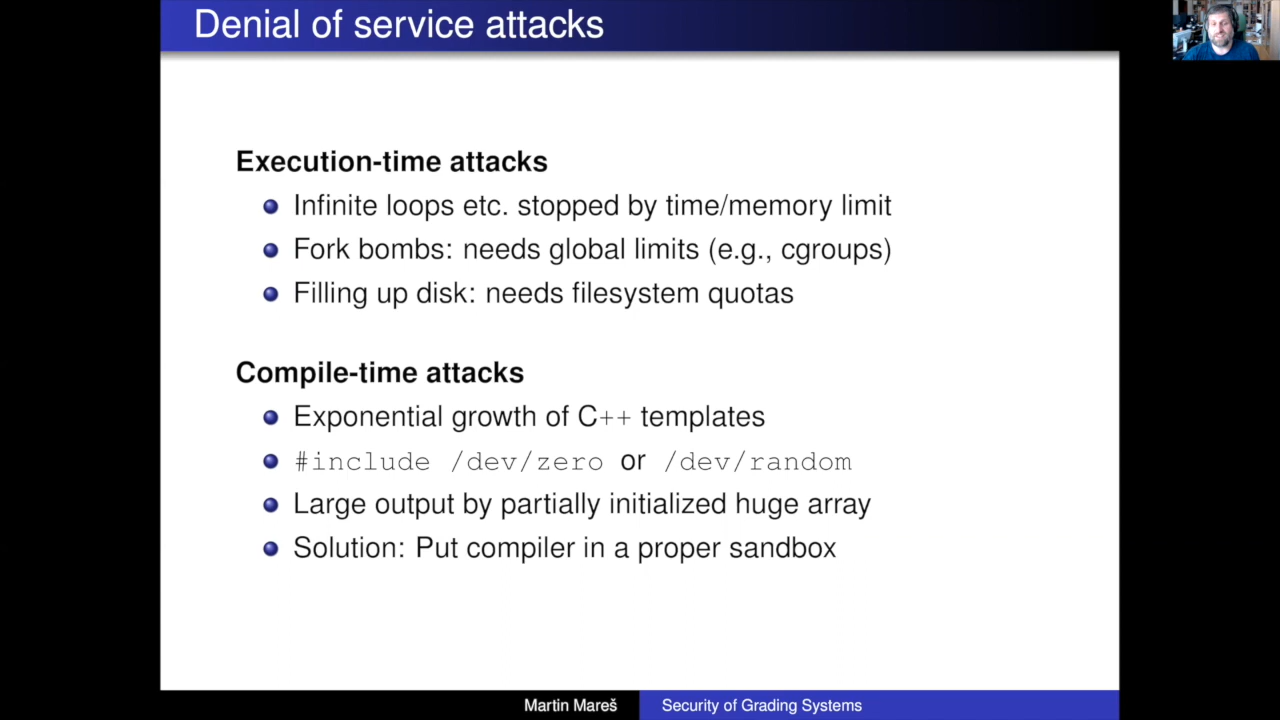 Denial of service attacks
Execution-time attacks
Infinite loops etc. stopped by time/memory limit
Fork bombs: needs global limits (e.g., cgroups)
Filling up disk: needs filesystem quotas
Compile-time attacks
Exponential growth of C++ templates
#include /dev/zero or /dev/random
Large output by partially initialized huge array
Solution: Put compiler in a proper sandbox
Martin Mareš
Security of Grading Systems